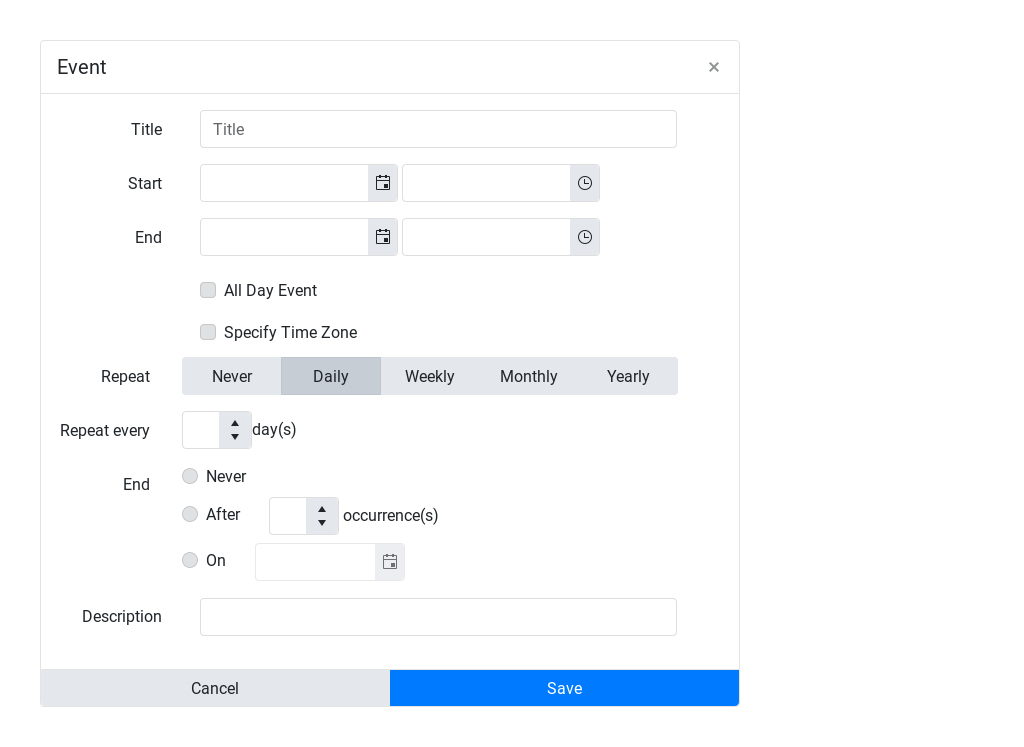 Event ×
Title Title
Start
End
All Day Event
Specify Time Zone
Repeat Never Daily Weekly Monthly Yearly
Repeat every day(s)
End Never
After occurrence(s)
On
Description
Cancel Save